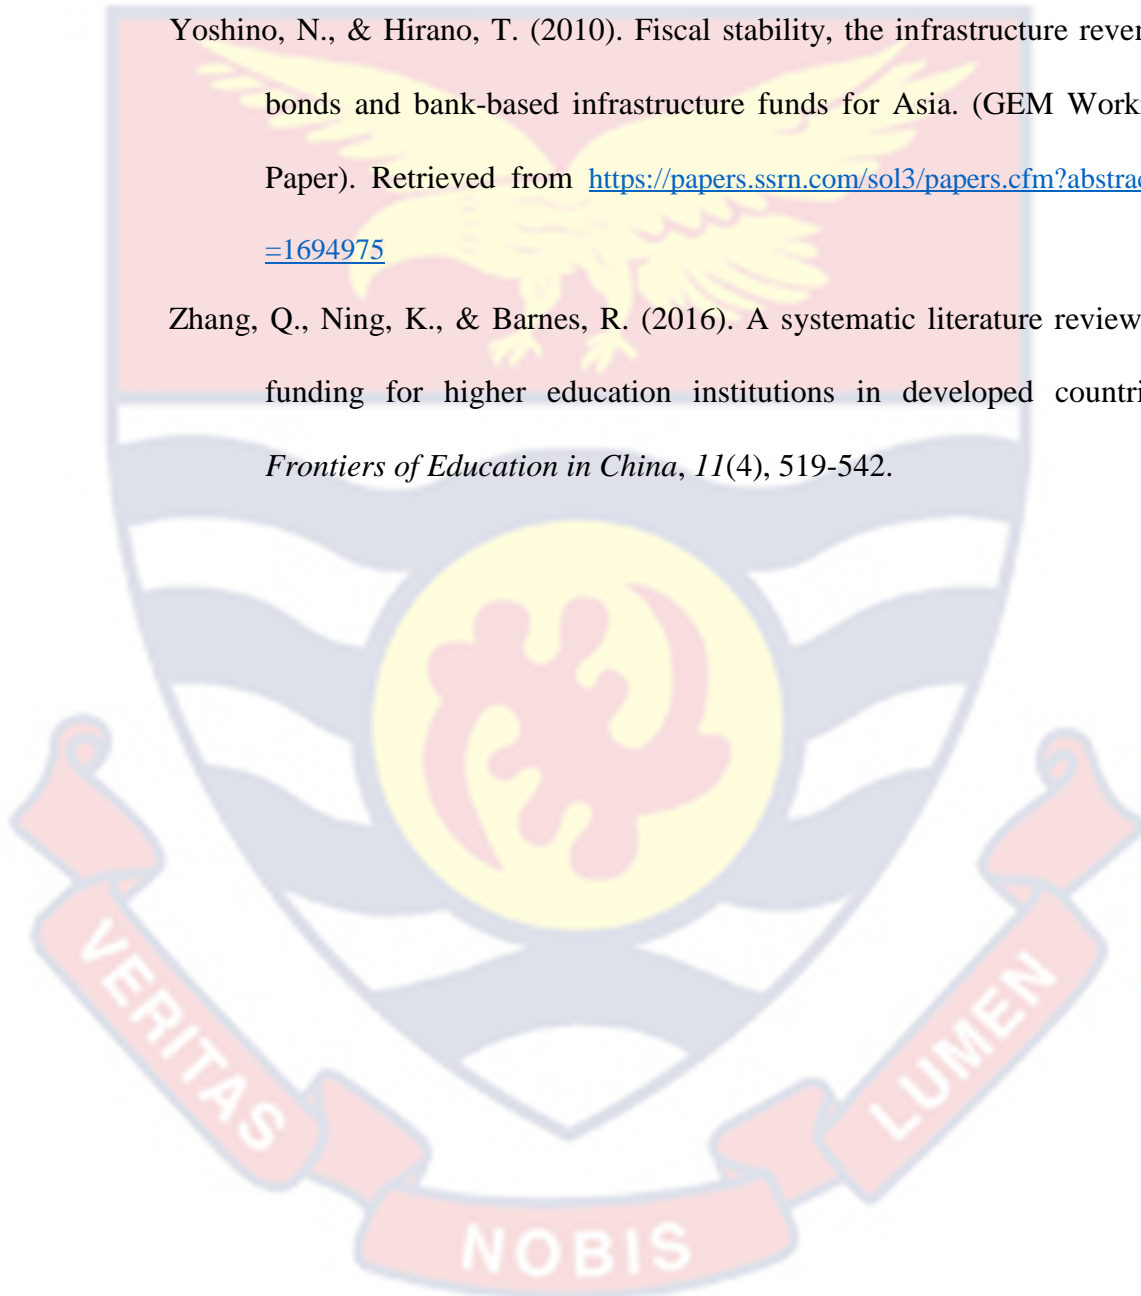 Yoshino, N., & Hirano, T. (2010). Fiscal stability, the infrastructure rever
bonds and bank-based infrastructure funds for Asia. (GEM Work
Paper). Retrieved from https://papers.ssrn.com/sol3/papers.cfm?abstrac
=1694975
Zhang, Q., Ning, K., & Barnes, R. (2016). A systematic literature review
funding for higher education institutions in developed countri
Frontiers of Education in China, 11(4), 519-542.
VERITAS
NOBIS
LUMEN